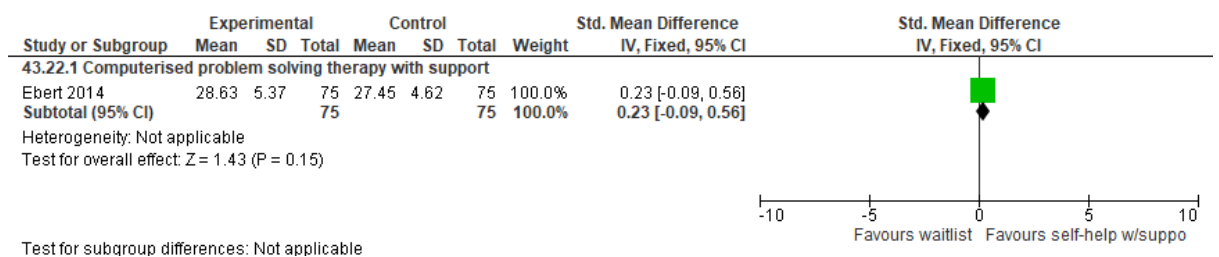 Experimental Control Std. Mean Difference Std. Mean Difference
Study or Subgroup Mean SD Total Mean SD Total Weight IV, Fixed, 95% CI IV, Fixed, 95% CI
43.22.1 Computerised problem solving therapy with support
Ebert 2014 28.63 5.37 75 27.45 4.62 75 100.0% 0.23 [-0.09, 0.56]
Subtotal (95% CI) 75 75 100.0% 0.23 [-0.09, 0.56]
Heterogeneity: Not applicable
Test for overall effect: Z = 1.43 (P = 0.15)
-10 -5 0 5 10
Favours waitlist Favours self-help w/suppo
Test for subgroup differences: Not applicable